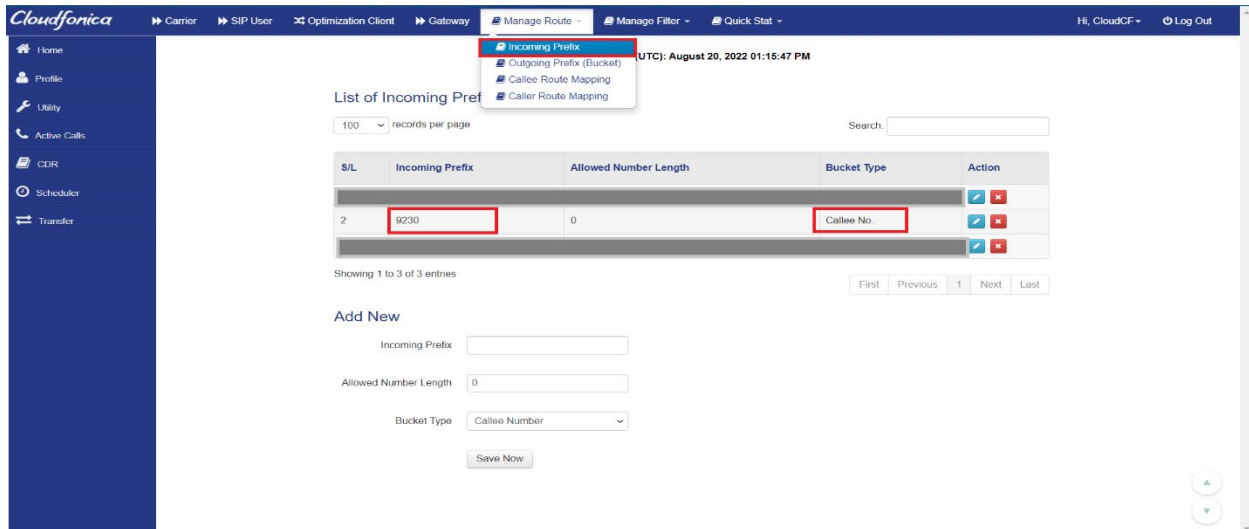 Cloudfonica
Carrior
SIP User
Optimization Client
Gateway
Manage Route
Manage Filter
Quick Stat
Hi, CloudCF
Log Out
Home
Profile
Utility
Active Calls
CDR
Scheduler
Transfer
Incoming Prefix
Outgoing Prefix (Bucket)
Callee Route Mapping
Caller Route Mapping
(UTC): August 20, 2022 01:15:47 PM
List of Incoming Pref
100 records per page
Search:
S/L Incoming Prefix Allowed Number Length Bucket Type Action
2 9230 0 Callee No.
Showing 1 to 3 of 3 entries
First Previous 1 Next Last
Add New
Incoming Prefix
Allowed Number Length 0
Bucket Type Callee Number
Save Now